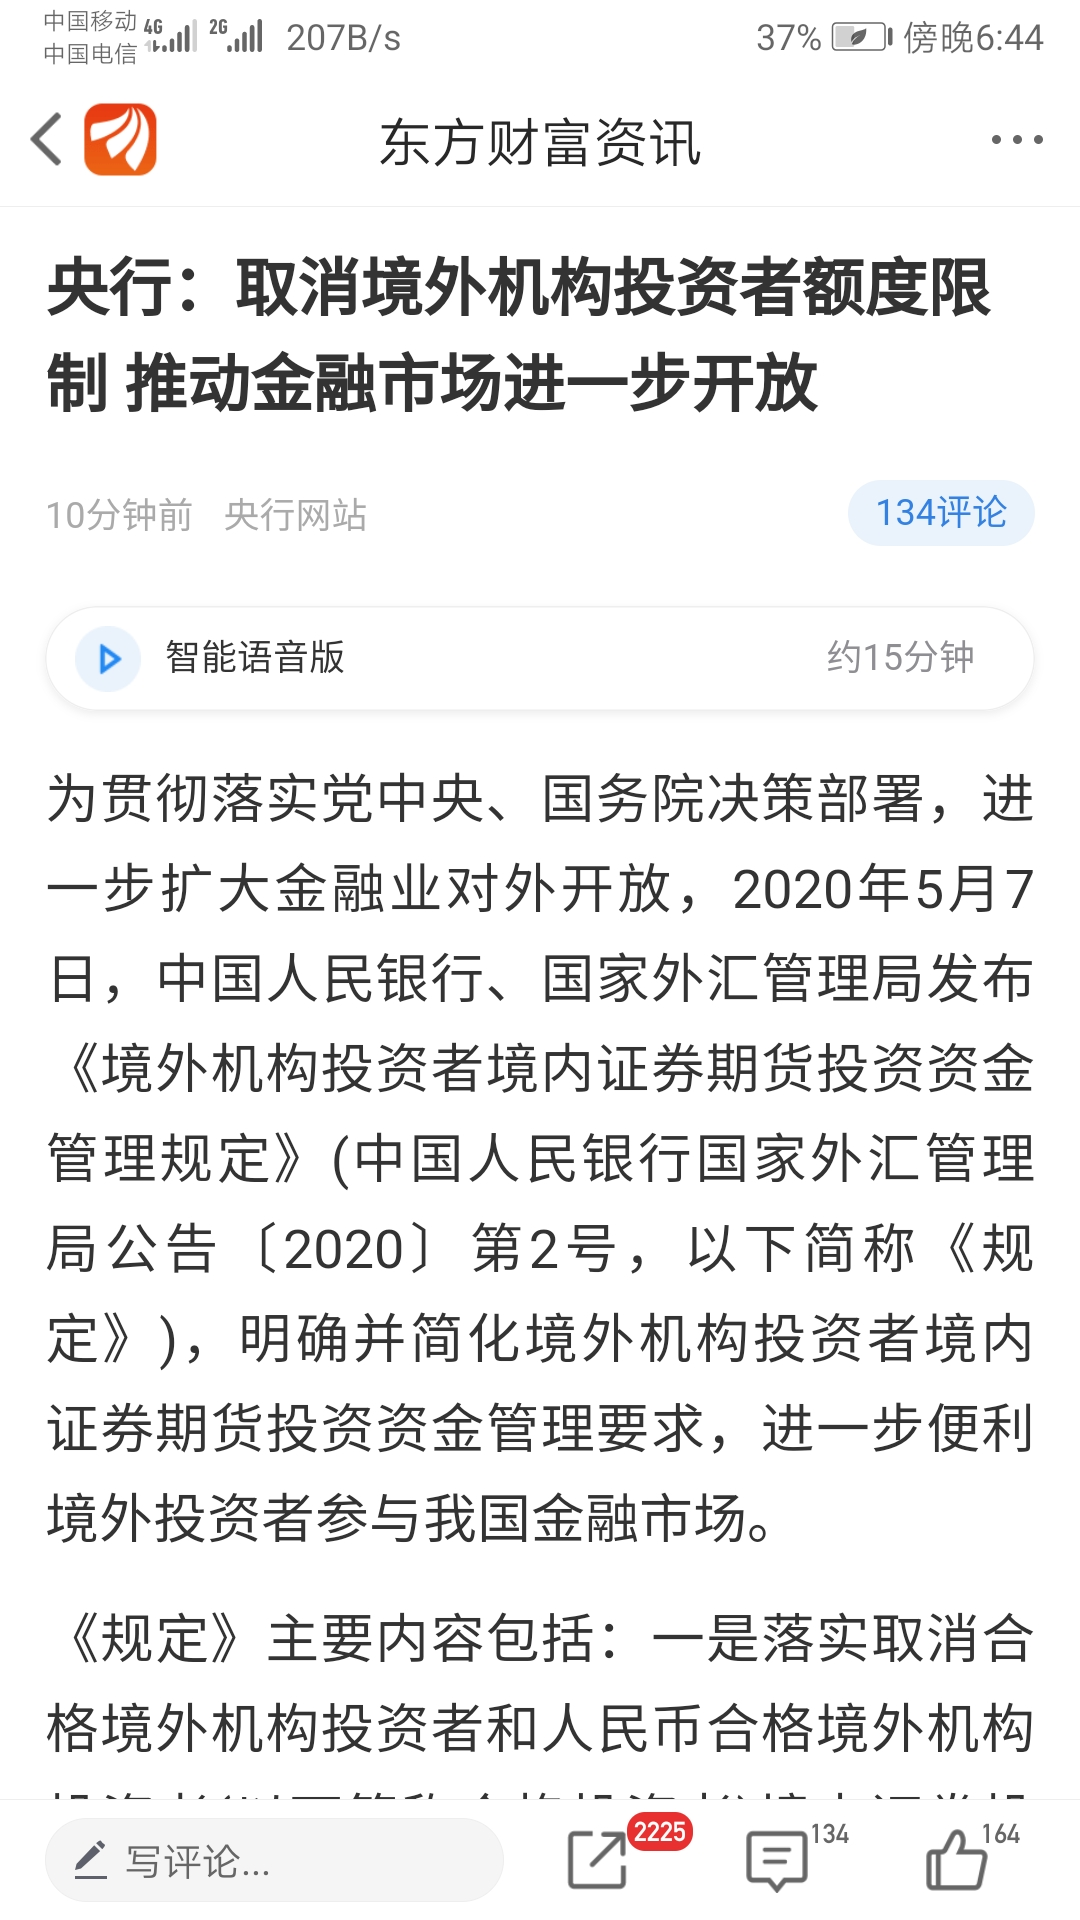 中国移动 4G 2G 207B/s 37% 傍晚6:44
中国电信
东方财富资讯
央行：取消境外机构投资者额度限
制 推动金融市场进一步开放
10分钟前 央行网站 134评论
智能语音版 约15分钟
为贯彻落实党中央、国务院决策部署，进
一步扩大金融业对外开放，2020年5月7
日，中国人民银行、国家外汇管理局发布
《境外机构投资者境内证券期货投资资金
管理规定》(中国人民银行国家外汇管理
局公告〔2020〕第2号，以下简称《规
定》)，明确并简化境外机构投资者境内
证券期货投资资金管理要求，进一步便利
境外投资者参与我国金融市场。
《规定》主要内容包括：一是落实取消合
格境外机构投资者和人民币合格境外机构
写评论... 2225 134 164